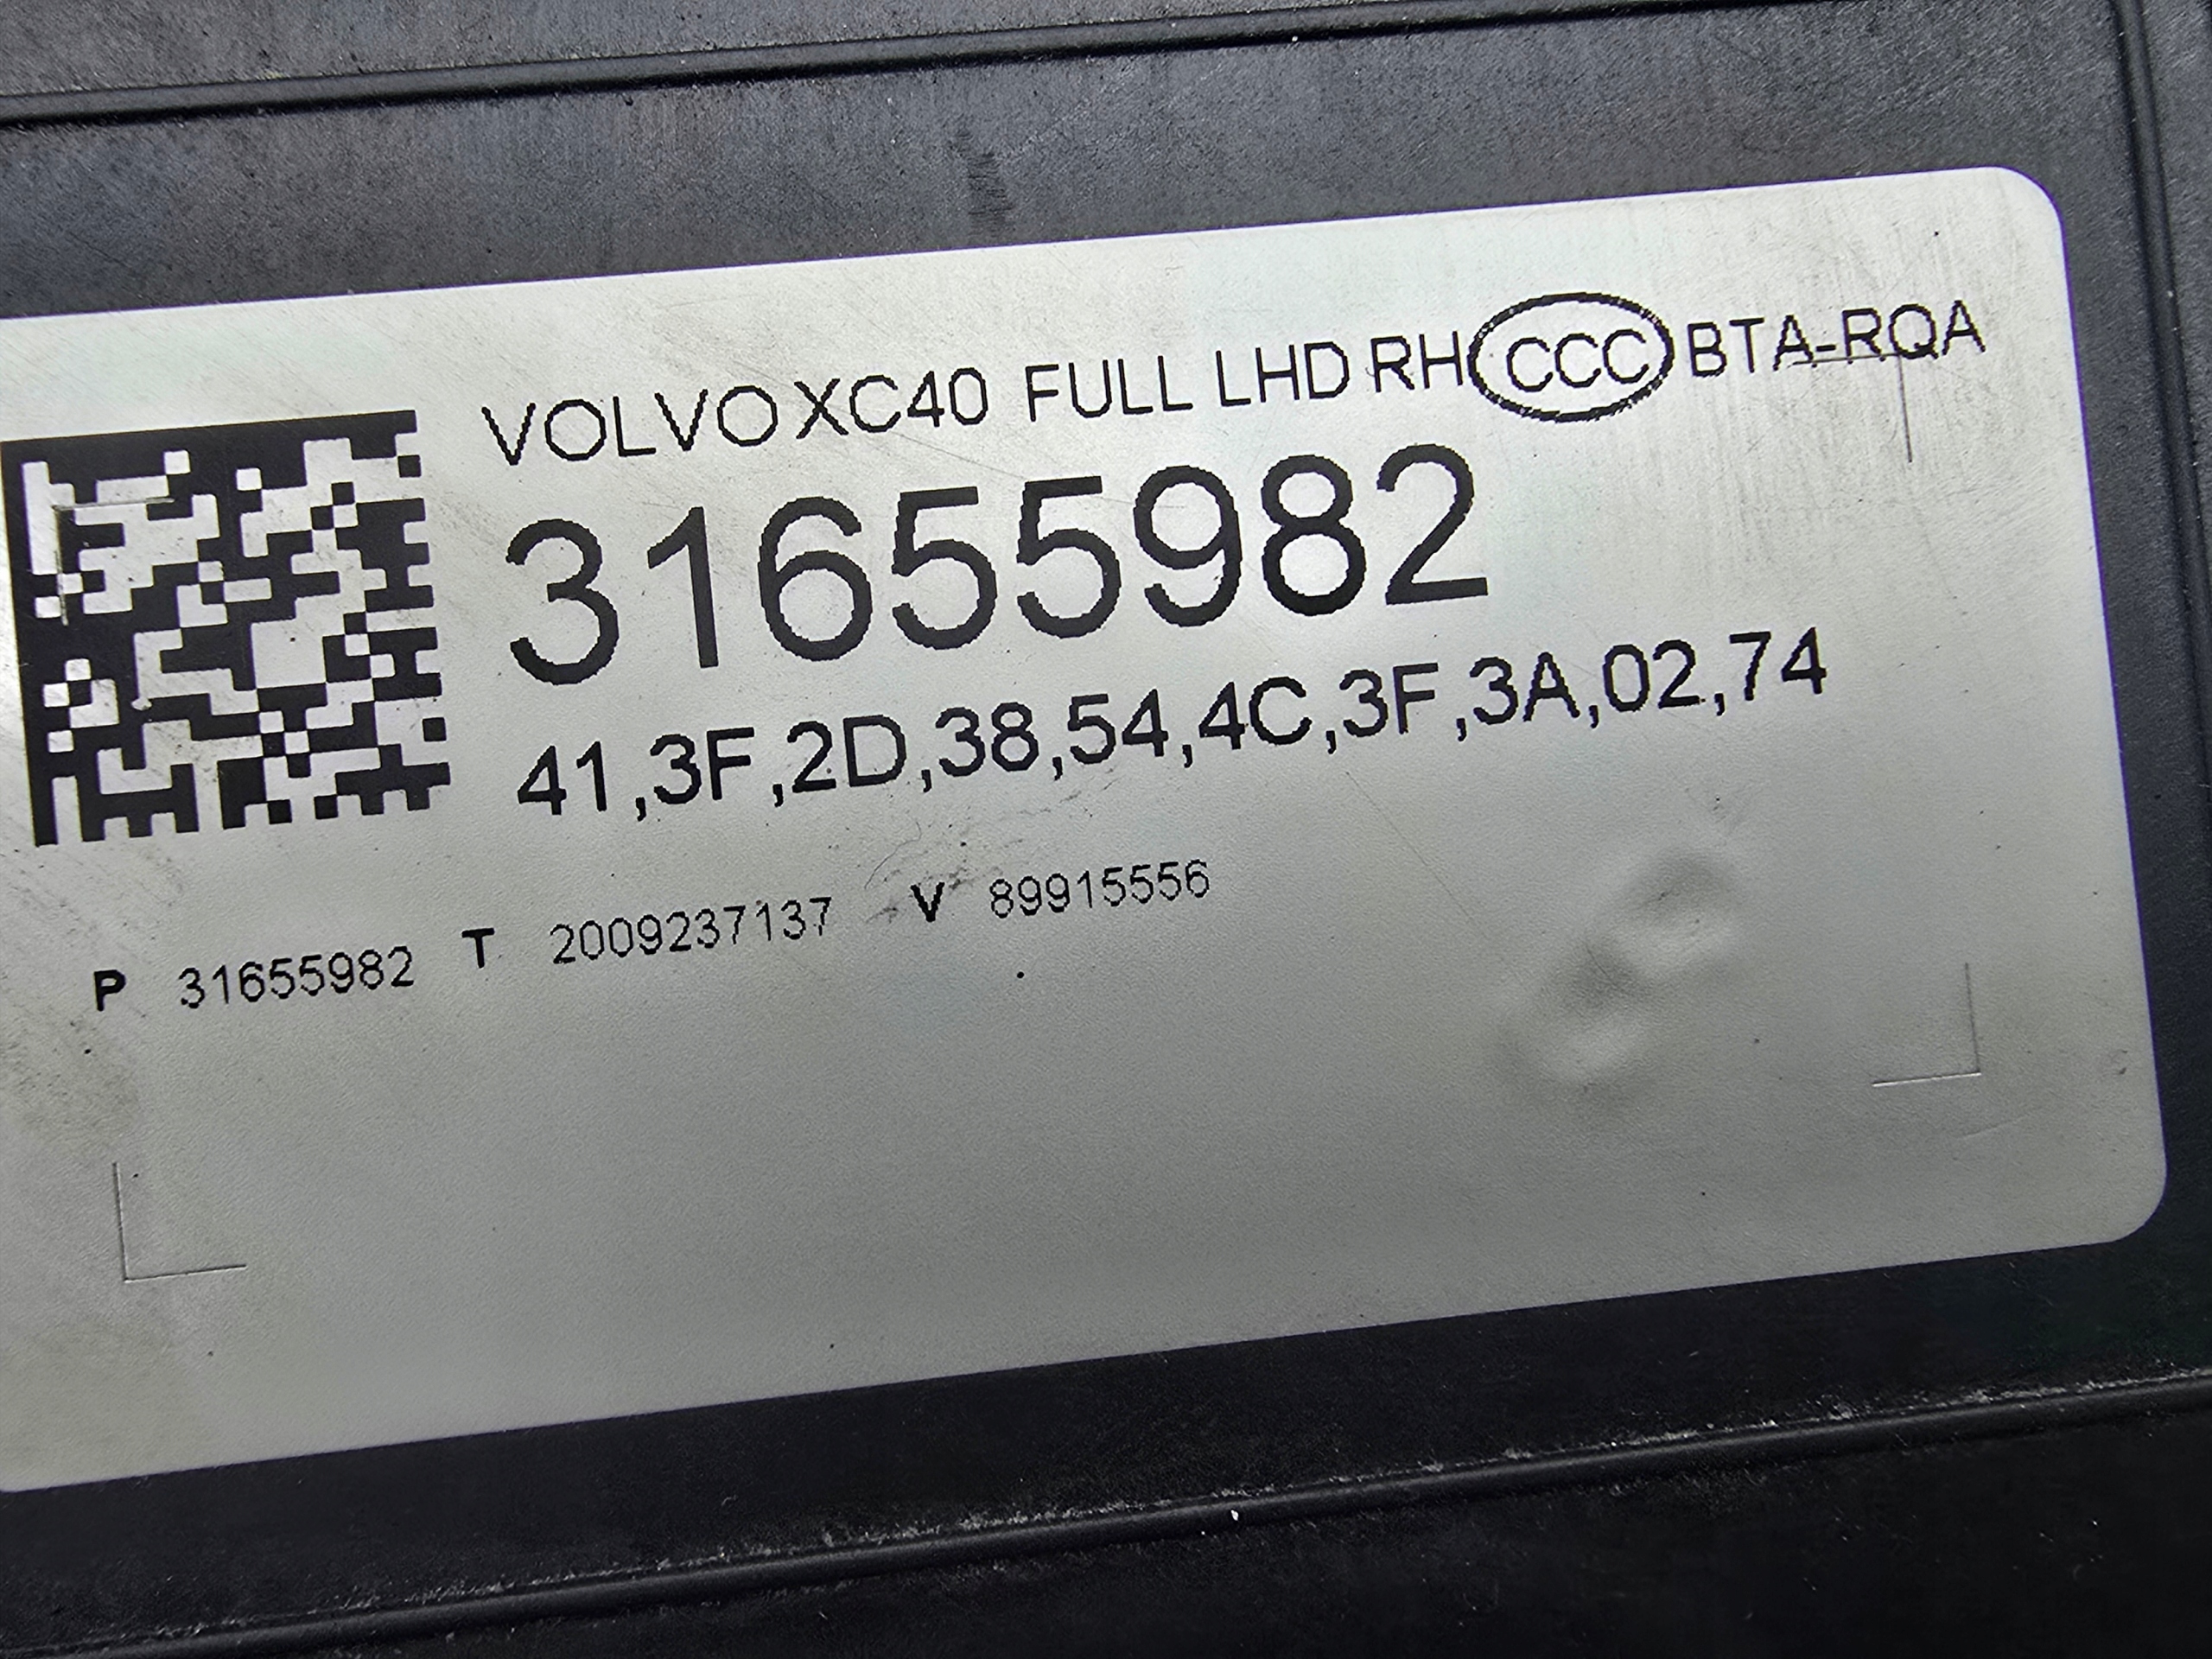 VOLVO XC40 FULL LHD RH CCC BTA-RQA
31655982
41,3F,2D,38,54,4C,3F,3A,02,74
P 31655982 T 2009237137 V 89915556